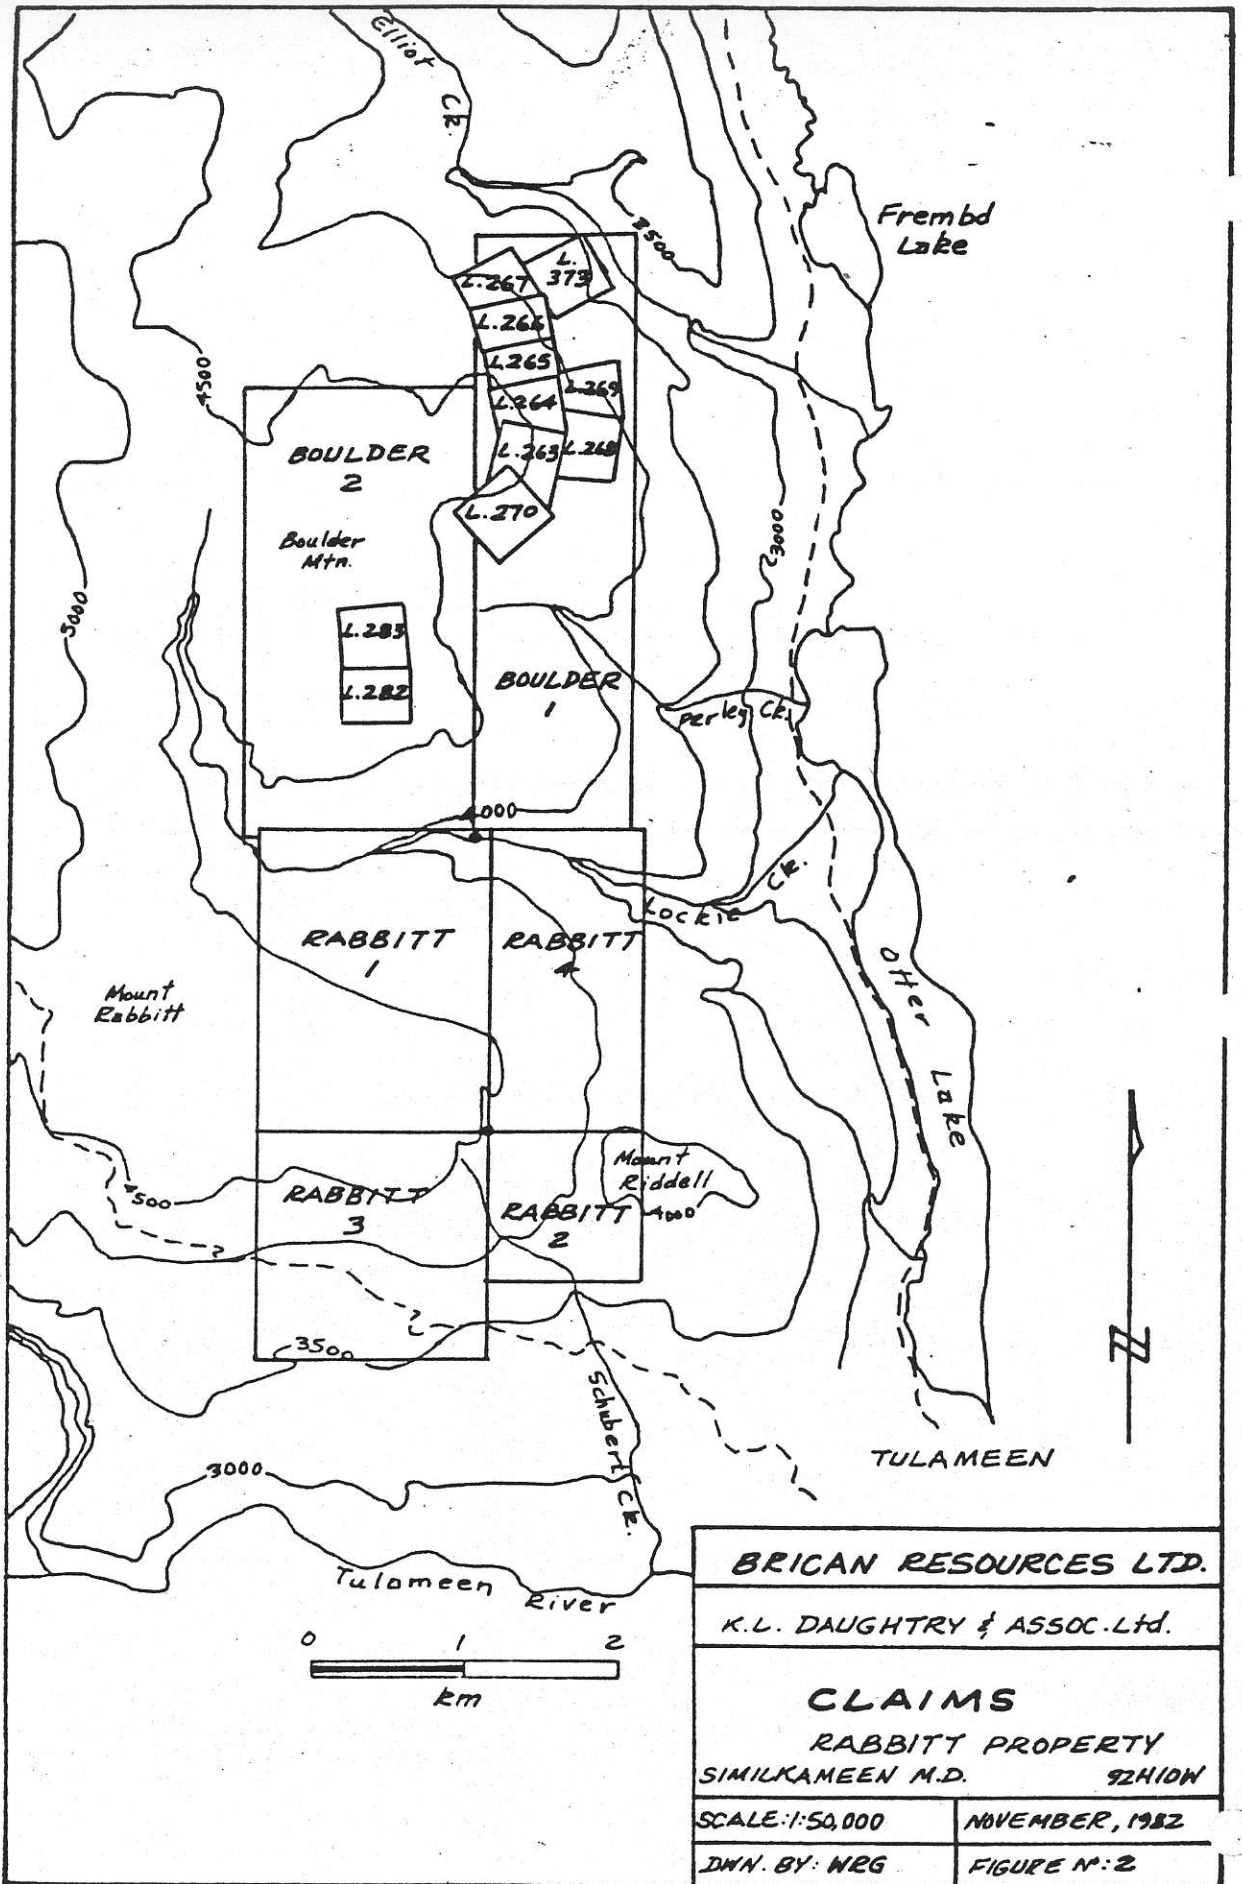 Elliot
Ck.
3500
Frembd
Lake
L.
373
L.267
L.266
L.265
L.264
L.269
L.263
L.268
L.270
4500
BOULDER
2
Boulder
Mtn.
3000
5000
L.283
L.282
BOULDER
1
Perley Ck.
4000
Lockie
Ck.
RABBITT
1
RABBITT
4
Otter
Lake
Mount
Rabbitt
Mount
Riddell
4500
RABBITT
3
RABBITT
2
4000
3500
Schubert
Ck.
TULAMEEN
3000
Tulameen
River
0 1 2
km
N
BRICAN RESOURCES LTD.
K.L. DAUGHTRY & ASSOC. Ltd.
CLAIMS
RABBITT PROPERTY
SIMILKAMEEN M.D. 92H10W
SCALE: 1:50,000 NOVEMBER, 1982
DWN. BY: WRG FIGURE Nº: 2